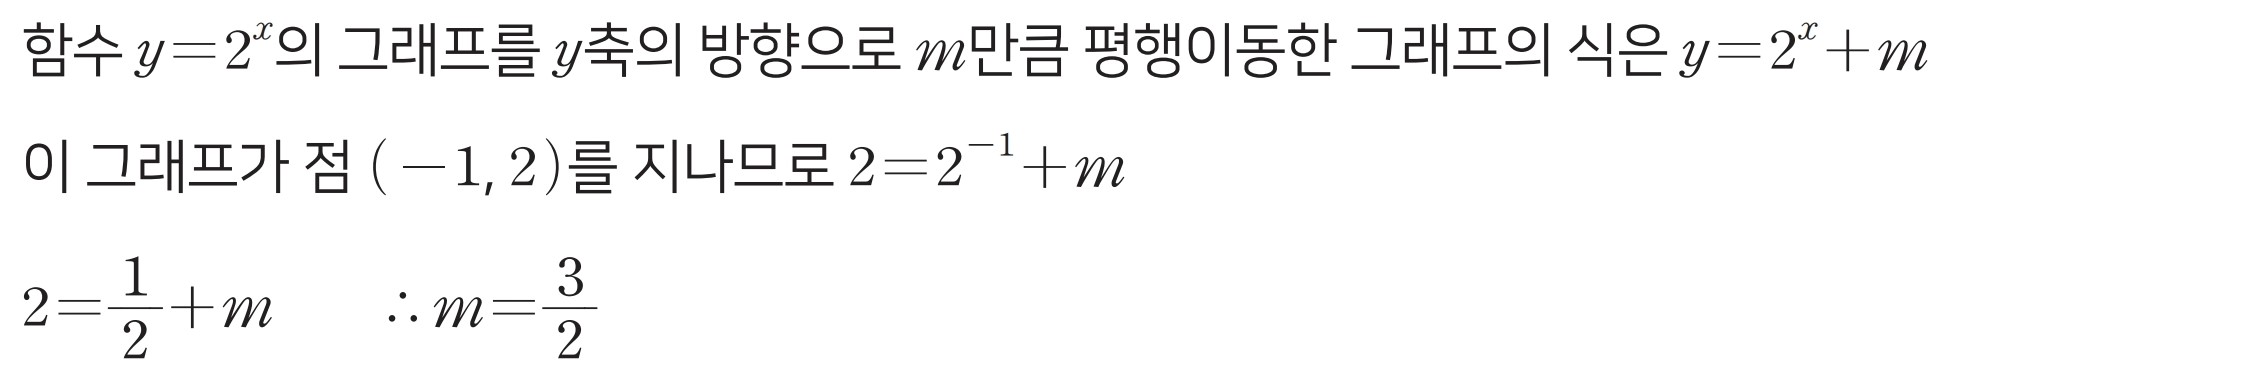 함수 y=2^x의 그래프를 y축의 방향으로 m만큼 평행이동한 그래프의 식은 y=2^x+m
이 그래프가 점 (-1, 2)를 지나므로 2=2^{-1}+m
2=\frac{1}{2}+m ∴ m=\frac{3}{2}